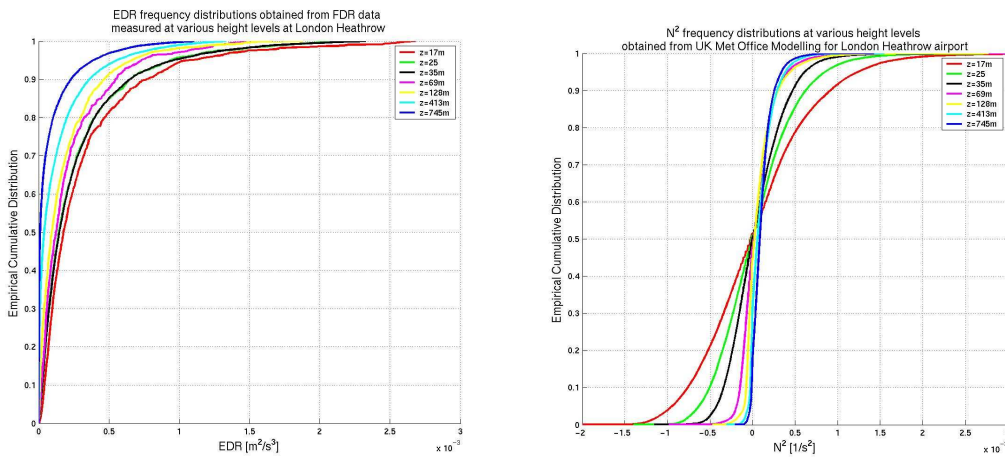 EDR frequency distributions obtained from FDR data
measured at various height levels at London Heathrow
Empirical Cumulative Distribution
1
0.9
0.8
0.7
0.6
0.5
0.4
0.3
0.2
0.1
0
z=17m
z=25
z=35m
z=69m
z=128m
z=413m
z=745m
0 0.5 1 1.5 2 2.5 3
EDR [m²/s³]
x 10⁻³
N² frequency distributions at various height levels
obtained from UK Met Office Modelling for London Heathrow airport
Empirical Cumulative Distribution
1
0.9
0.8
0.7
0.6
0.5
0.4
0.3
0.2
0.1
0
z=17m
z=25
z=35m
z=69m
z=128m
z=413m
z=745m
−2 −1.5 −1 −0.5 0 0.5 1 1.5 2 2.5
N² [1/s²]
x 10